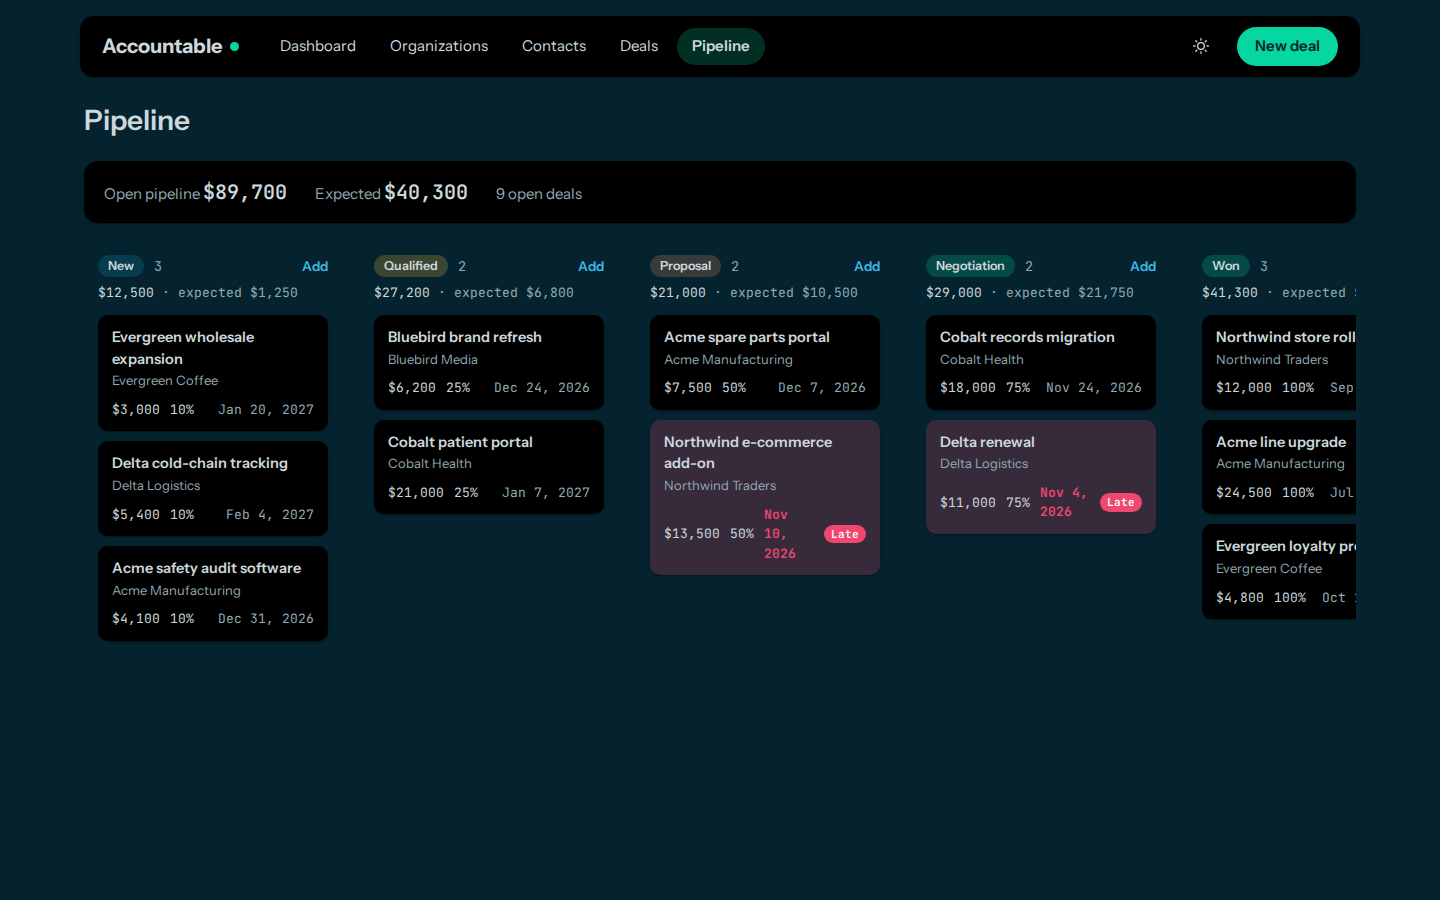 Accountable
Dashboard
Organizations
Contacts
Deals
Pipeline
New deal
Pipeline
Open pipeline $89,700
Expected $40,300
9 open deals
New 3 Add
$12,500 · expected $1,250
Evergreen wholesale
expansion
Evergreen Coffee
$3,000 10% Jan 20, 2027
Delta cold-chain tracking
Delta Logistics
$5,400 10% Feb 4, 2027
Acme safety audit software
Acme Manufacturing
$4,100 10% Dec 31, 2026
Qualified 2 Add
$27,200 · expected $6,800
Bluebird brand refresh
Bluebird Media
$6,200 25% Dec 24, 2026
Cobalt patient portal
Cobalt Health
$21,000 25% Jan 7, 2027
Proposal 2 Add
$21,000 · expected $10,500
Acme spare parts portal
Acme Manufacturing
$7,500 50% Dec 7, 2026
Northwind e-commerce
add-on
Northwind Traders
$13,500 50% Nov
10,
2026
Late
Negotiation 2 Add
$29,000 · expected $21,750
Cobalt records migration
Cobalt Health
$18,000 75% Nov 24, 2026
Delta renewal
Delta Logistics
$11,000 75% Nov 4,
2026
Late
Won 3
$41,300 · expected
Northwind store roll
Northwind Traders
$12,000 100% Sep
Acme line upgrade
Acme Manufacturing
$24,500 100% Jul
Evergreen loyalty
Evergreen Coffee
$4,800 100% Oct